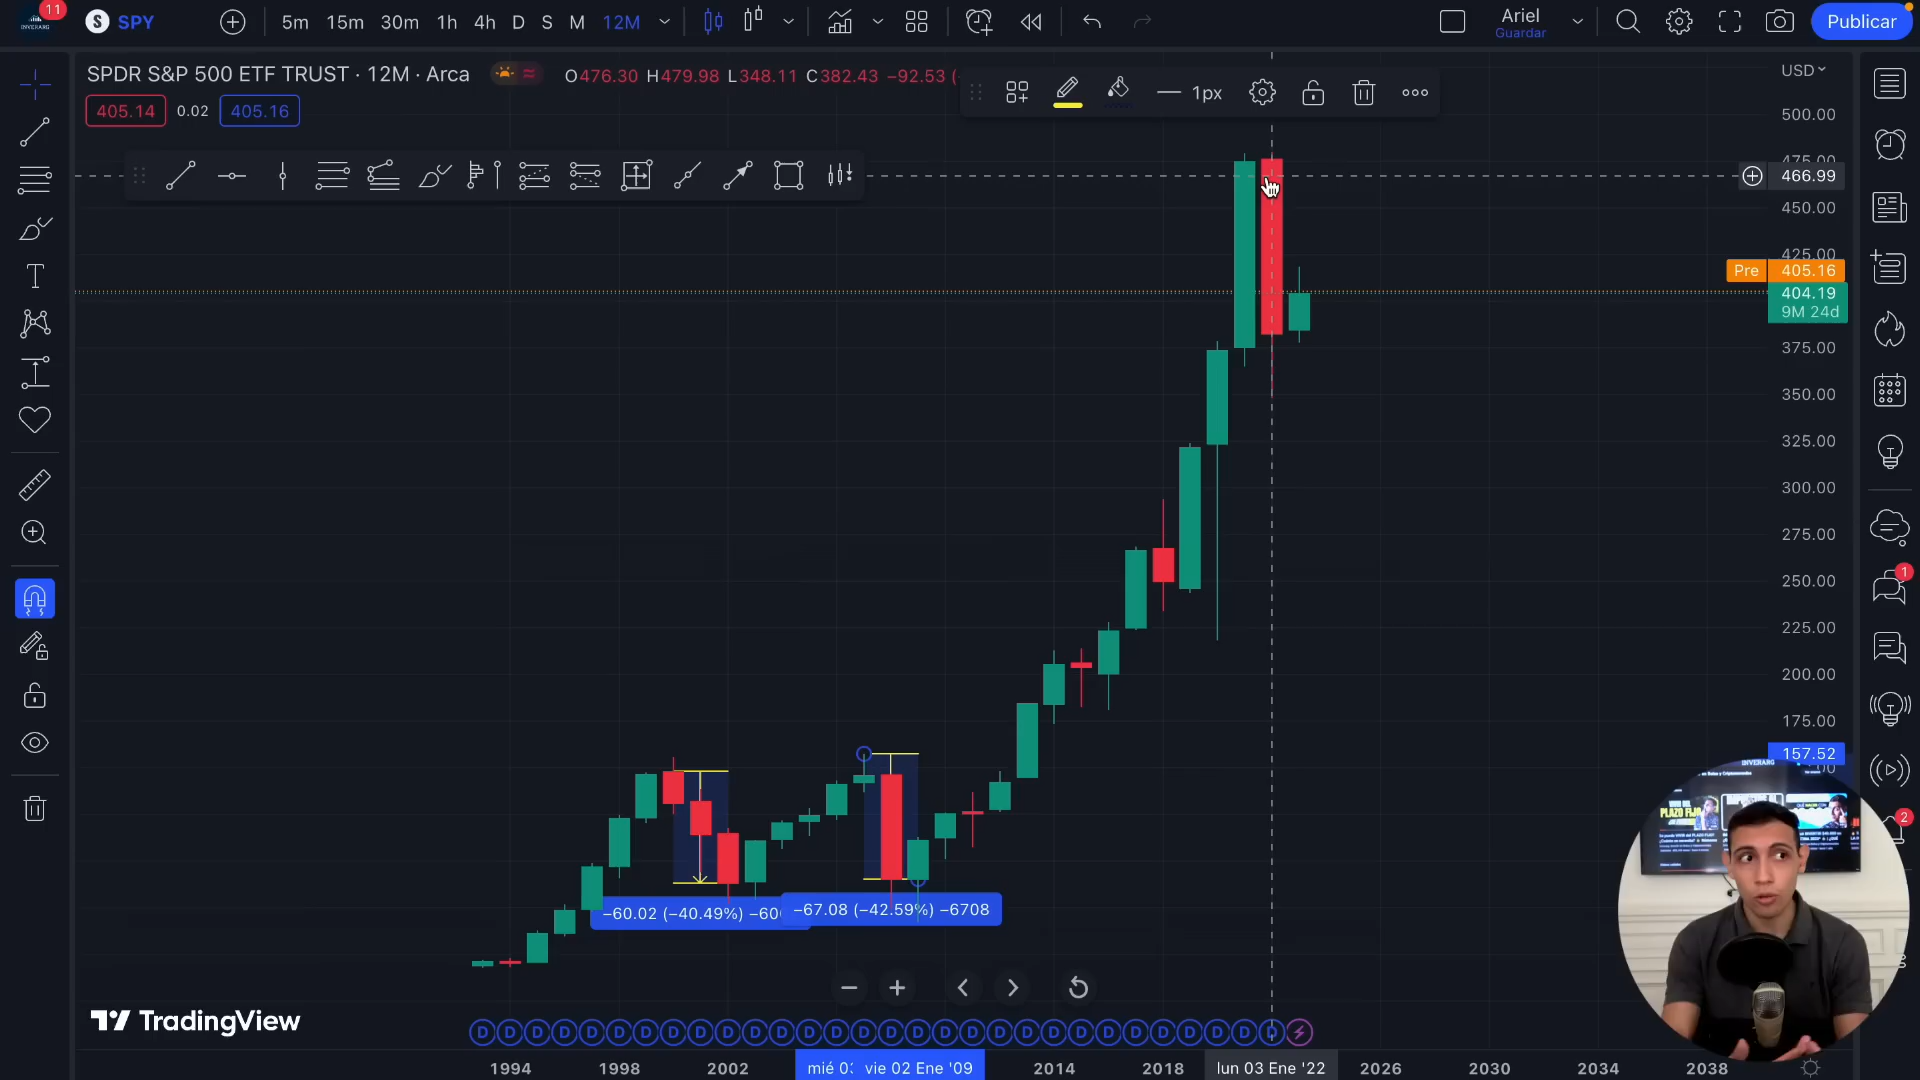 11
S SPY
5m 15m 30m 1h 4h D S M 12M
Ariel
Guardar
Publicar
SPDR S&P 500 ETF TRUST · 12M · Arca
O476.30 H479.98 L348.11 C382.43 −92.53 (
405.14 0.02 405.16
1px
USD
500.00
475.00
466.99
450.00
425.00
Pre 405.16
404.19
9M 24d
375.00
350.00
325.00
300.00
275.00
250.00
225.00
200.00
175.00
157.52
1
2
INVERARG
−60.02 (−40.49%) −600
−67.08 (−42.59%) −6708
TradingView
D D D D D D D D D D D D D D D D D D D D D D D D D D D D D D
1994 1998 2002 mié 0: vie 02 Ene '09 2014 2018 lun 03 Ene '22 2026 2030 2034 2038